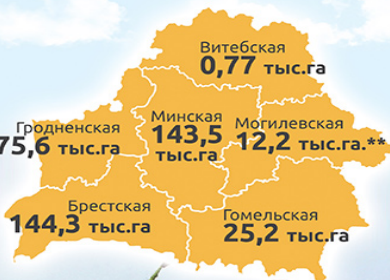 Витебская
0,77 тыс.га
Гродненская
75,6 тыс.га
Минская
143,5
тыс.га
Могилевская
12,2 тыс.га.**
Брестская
144,3 тыс.га
Гомельская
25,2 тыс.га